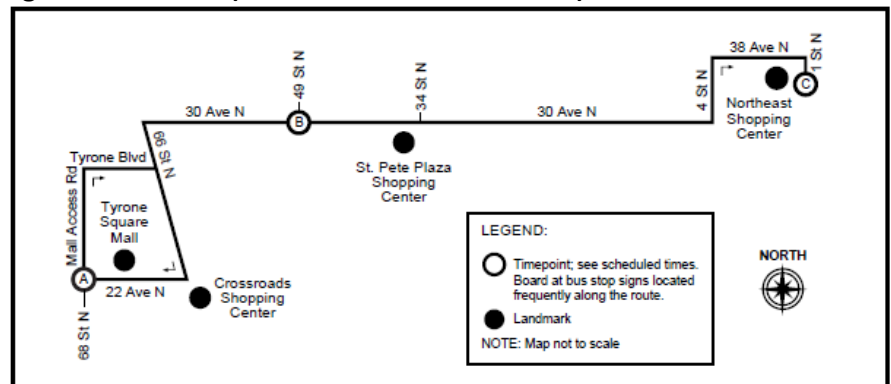 38 Ave N
1 St N
49 St N
34 St N
4 St N
C
30 Ave N
B
30 Ave N
Northeast
Shopping
Center
66 St N
Tyrone Blvd
St. Pete Plaza
Shopping
Center
Mall Access Rd
Tyrone
Square
Mall
LEGEND:
Timepoint; see scheduled times.
Board at bus stop signs located
frequently along the route.
Landmark
NOTE: Map not to scale
NORTH
A
22 Ave N
Crossroads
Shopping
Center
68 St N